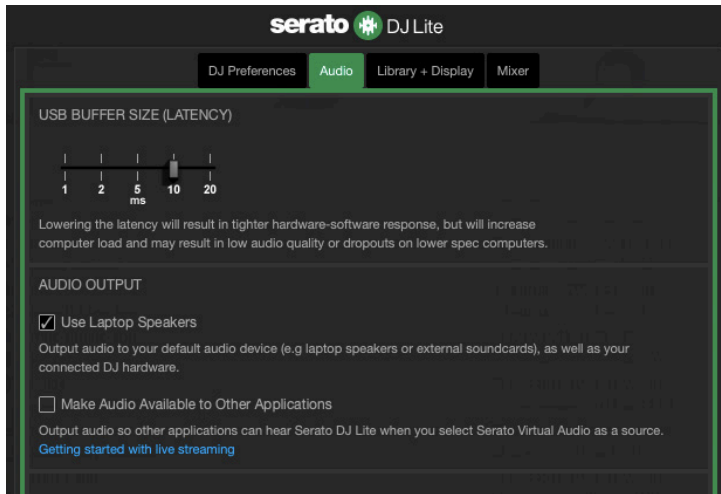 serato DJ Lite
DJ Preferences Audio Library + Display Mixer
USB BUFFER SIZE (LATENCY)
1 2 5 10 20
ms
Lowering the latency will result in tighter hardware-software response, but will increase
computer load and may result in low audio quality or dropouts on lower spec computers.
AUDIO OUTPUT
Use Laptop Speakers
Output audio to your default audio device (e.g laptop speakers or external soundcards), as well as your
connected DJ hardware.
Make Audio Available to Other Applications
Output audio so other applications can hear Serato DJ Lite when you select Serato Virtual Audio as a source.
Getting started with live streaming